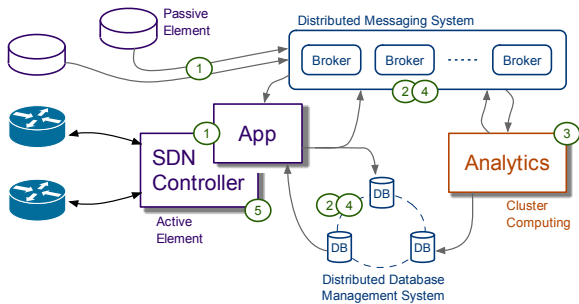 Passive
Element
Distributed Messaging System
Broker
Broker
Broker
1
2
4
1
App
3
SDN
Controller
Analytics
5
Active
Element
Cluster
Computing
2
4
DB
DB
DB
Distributed Database
Management System